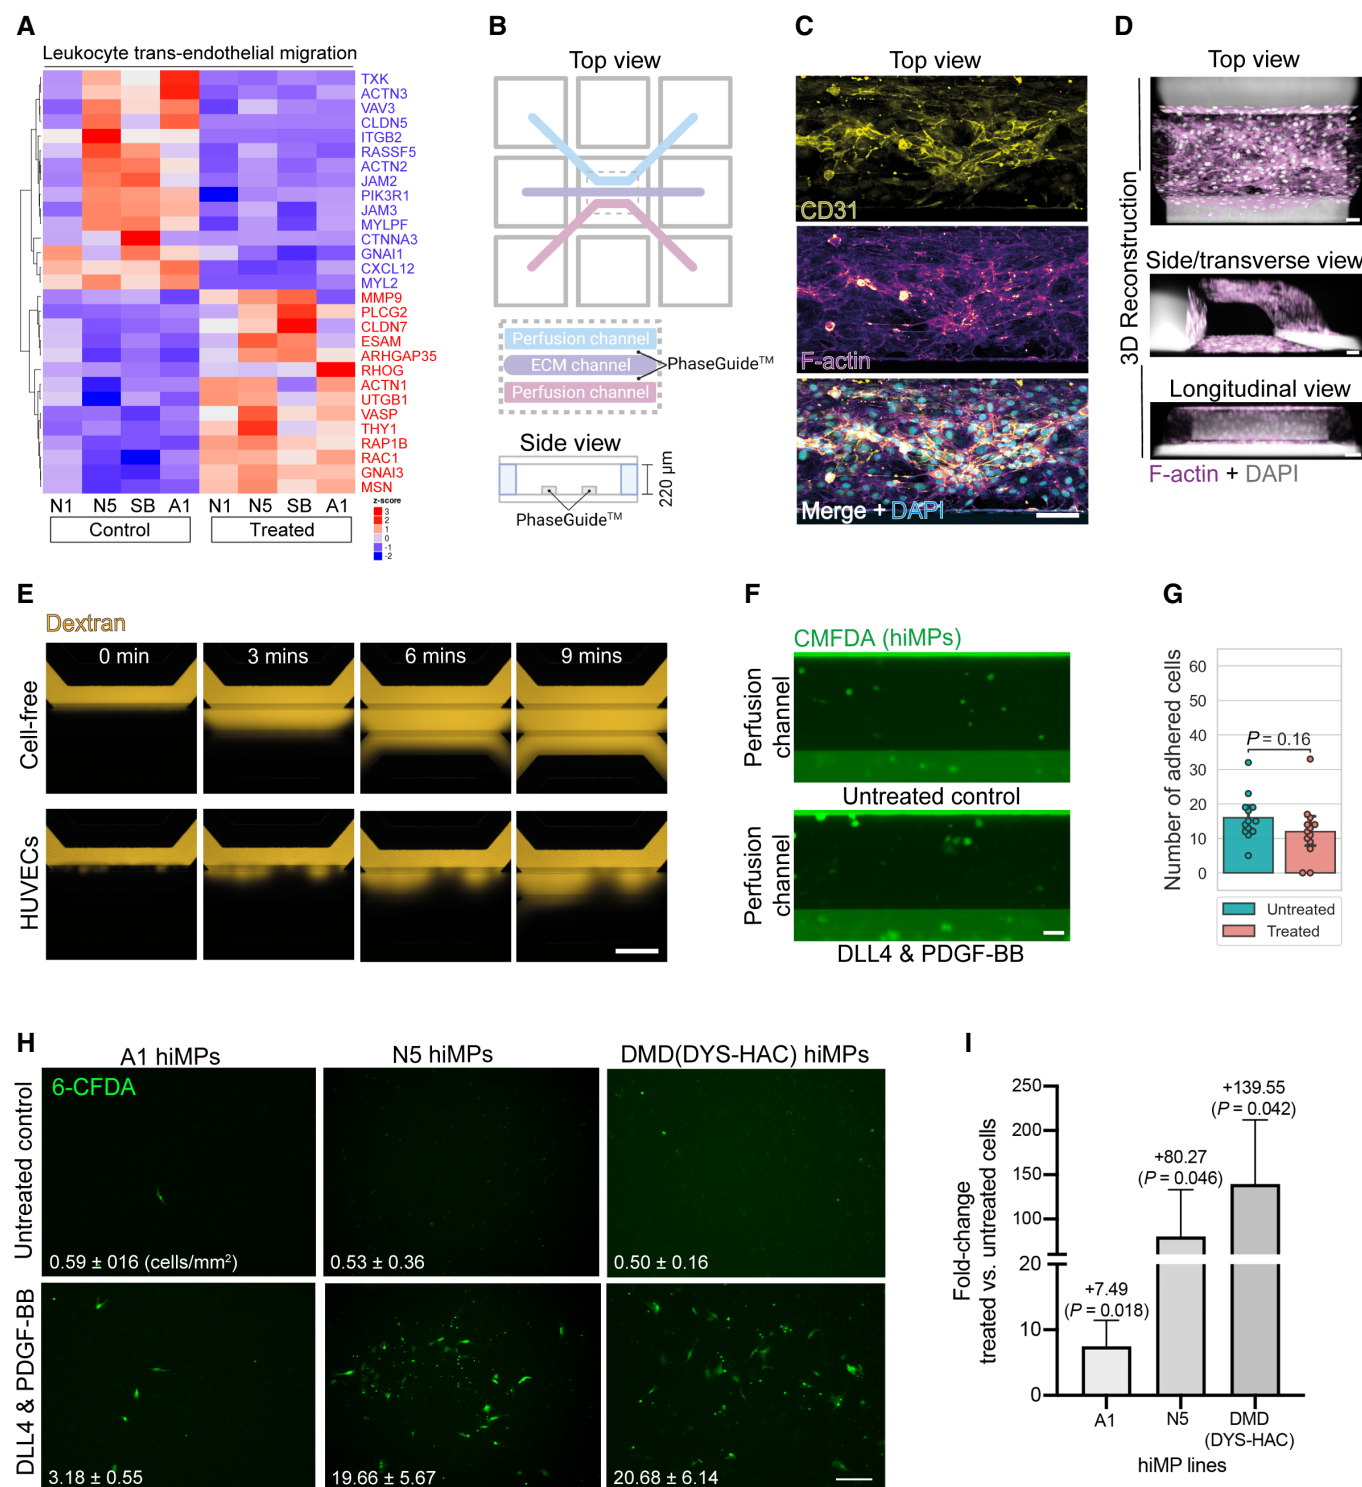 A
Leukocyte trans-endothelial migration
TXK
ACTN3
VAV3
CLDN5
ITGB2
RASSF5
ACTN2
JAM2
PIK3R1
JAM3
MYLPF
CTNNA3
GNAI1
CXCL12
MYL2
MMP9
PLCG2
CLDN7
ESAM
ARHGAP35
RHOG
ACTN1
UTGB1
VASP
THY1
RAP1B
RAC1
GNAI3
MSN
N1 N5 SB A1 N1 N5 SB A1
Control Treated
z-score
3
2
1
0
-1
-2
B
Top view
Perfusion channel
ECM channel
Perfusion channel
PhaseGuide™
Side view
220 µm
PhaseGuide™
C
Top view
CD31
F-actin
Merge + DAPI
D
Top view
3D Reconstruction
Side/transverse view
Longitudinal view
F-actin + DAPI
E
Dextran
0 min 3 mins 6 mins 9 mins
Cell-free
HUVECs
F
CMFDA (hiMPs)
Perfusion channel
Untreated control
Perfusion channel
DLL4 & PDGF-BB
G
Number of adhered cells
60
50
40
30
20
10
0
P = 0.16
Untreated
Treated
H
A1 hiMPs N5 hiMPs DMD(DYS-HAC) hiMPs
6-CFDA
Untreated control
0.59 ± 016 (cells/mm²) 0.53 ± 0.36 0.50 ± 0.16
DLL4 & PDGF-BB
3.18 ± 0.55 19.66 ± 5.67 20.68 ± 6.14
I
Fold-change
treated vs. untreated cells
250
200
150
100
20
10
0
+7.49
(P = 0.018)
+80.27
(P = 0.046)
+139.55
(P = 0.042)
A1 N5 DMD
(DYS-HAC)
hiMP lines